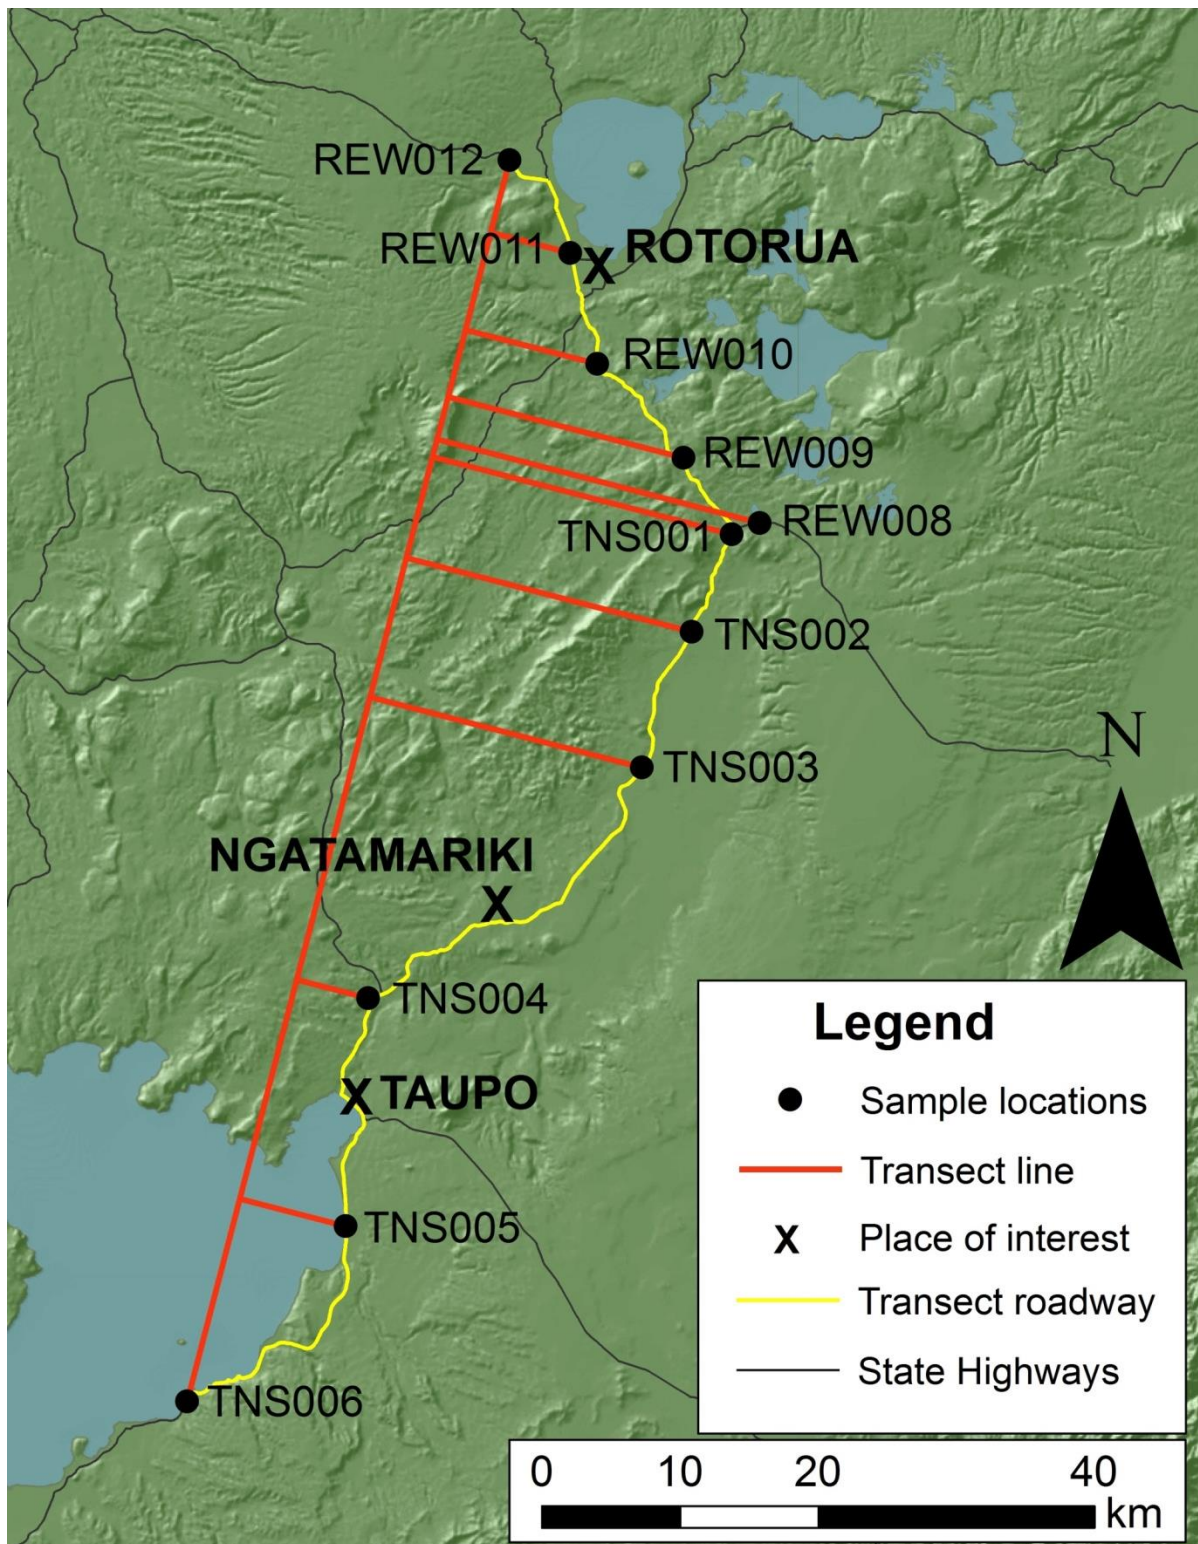 REW012
REW011
X ROTORUA
REW010
REW009
REW008
TNS001
TNS002
TNS003
N
NGATAMARIKI
X
TNS004
X TAUPO
TNS005
TNS006
Legend
Sample locations
Transect line
X Place of interest
Transect roadway
State Highways
0 10 20 40
km